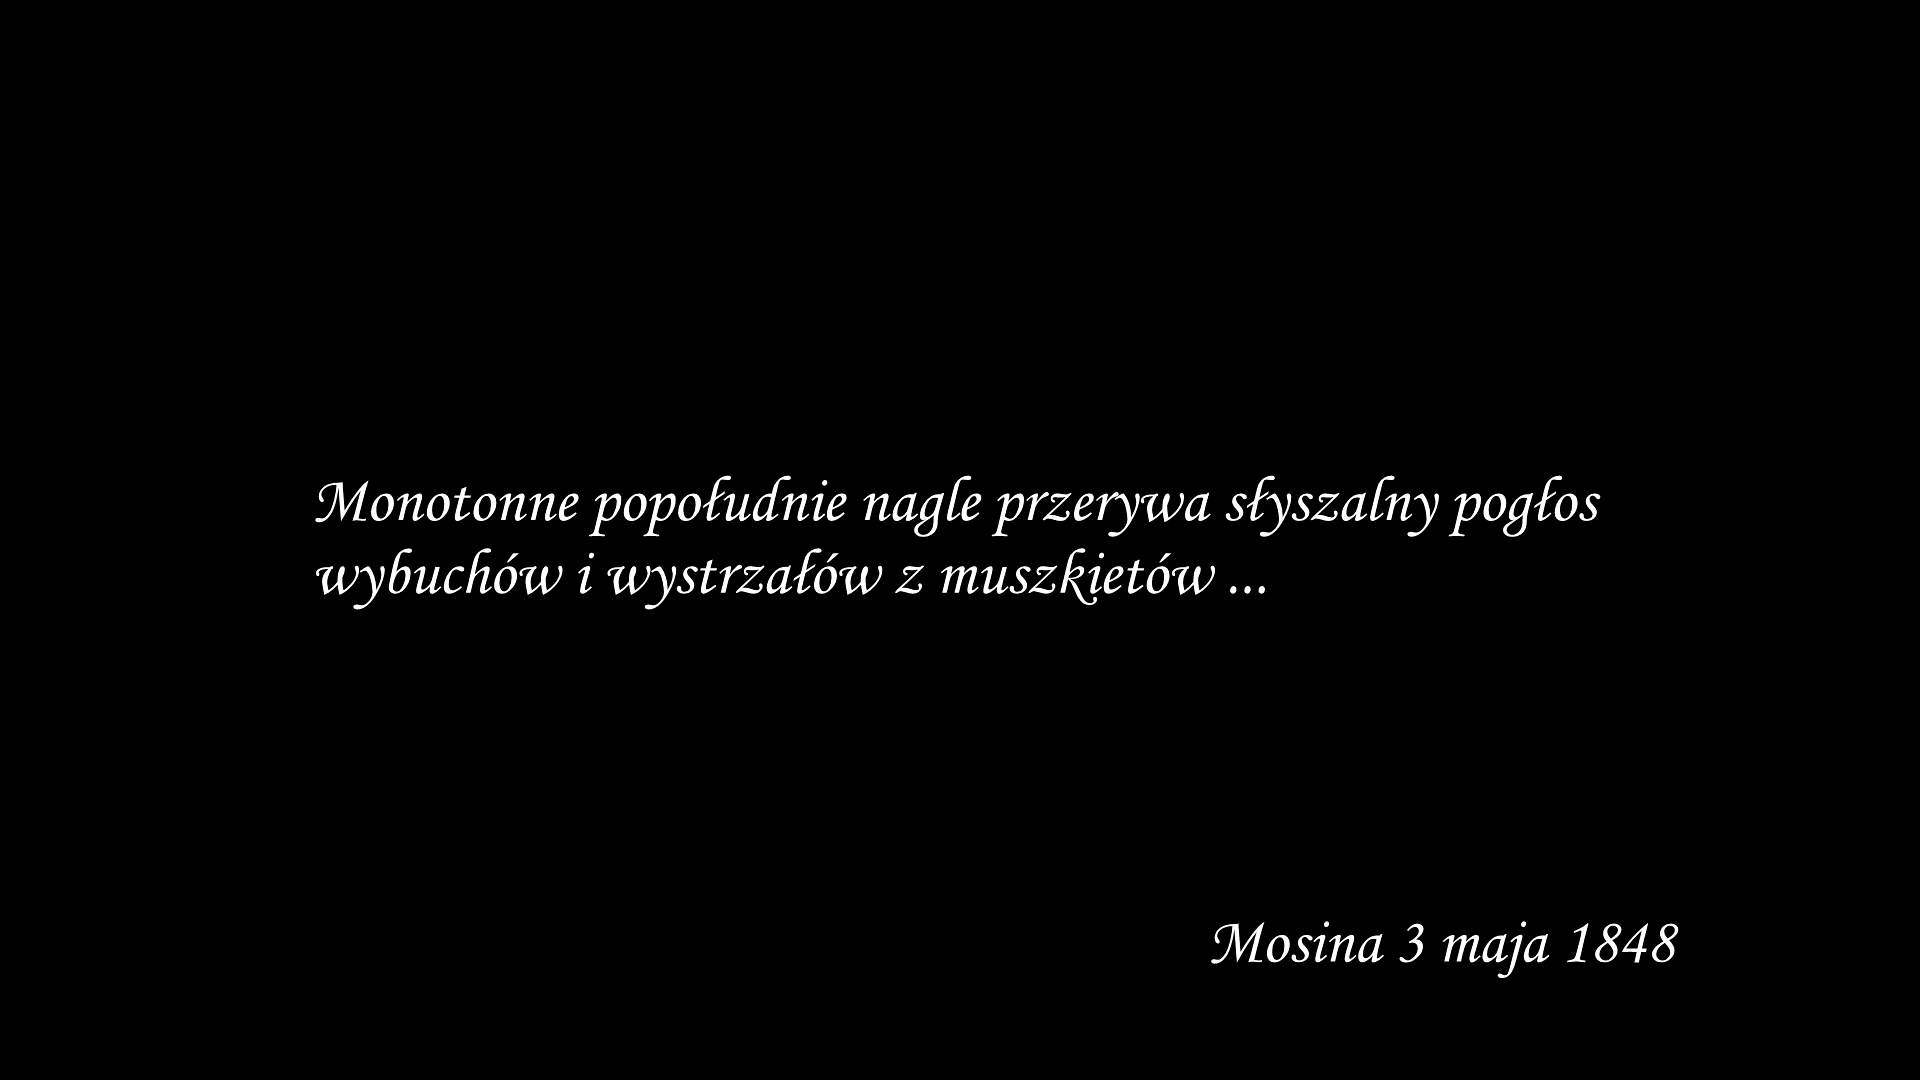 Monotonne popołudnie nagle przerywa słyszalny pogłos
wybuchów i wystrzałów z muszkietów ...
Mosina 3 maja 1848